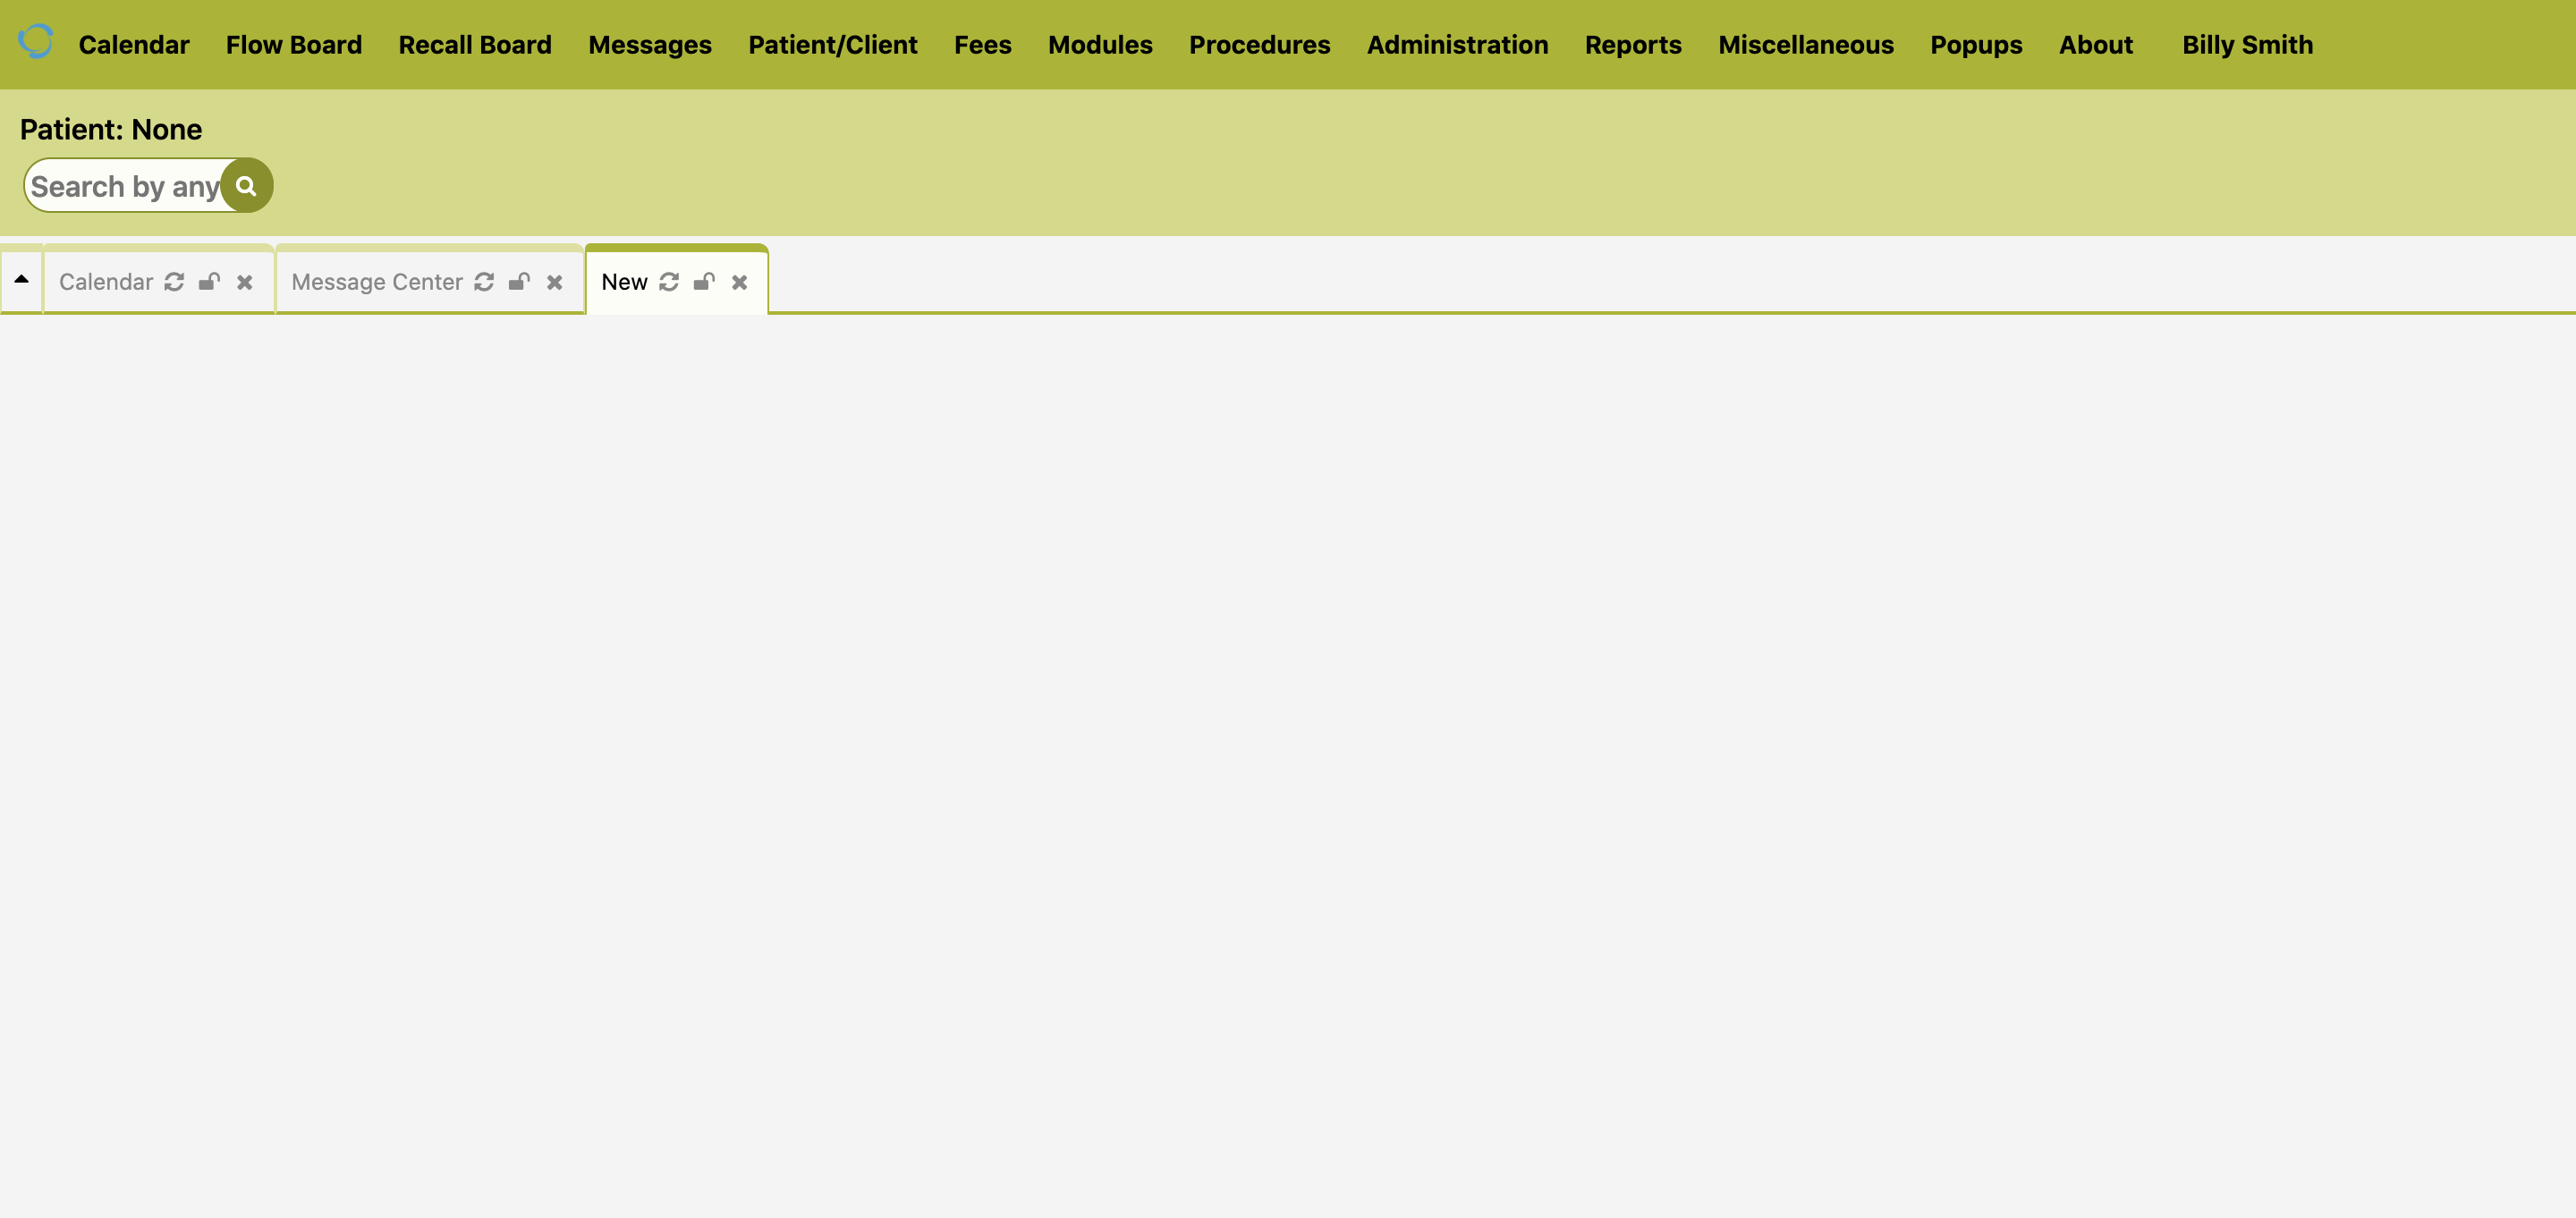 Calendar Flow Board Recall Board Messages Patient/Client Fees Modules Procedures Administration Reports Miscellaneous Popups About Billy Smith
Patient: None
Search by any
Calendar Message Center New